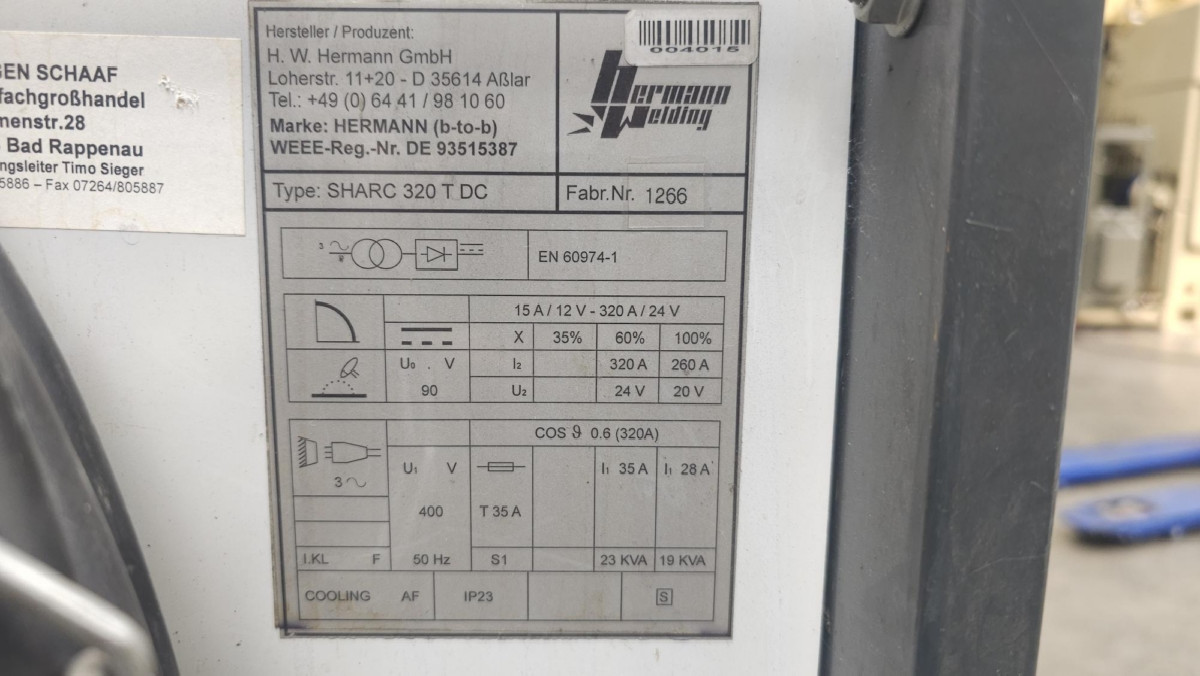 EN SCHAAF
fachgroßhandel
menstr.28
Bad Rappenau
ngsleiter Timo Sieger
5886 – Fax 07264/805887
Hersteller / Produzent:
H. W. Hermann GmbH
Loherstr. 11+20 - D 35614 Aßlar
Tel.: +49 (0) 64 41 / 98 10 60
Marke: HERMANN (b-to-b)
WEEE-Reg.-Nr. DE 93515387
004015
Hermann
Welding
Type: SHARC 320 T DC
Fabr.Nr. 1266
3
EN 60974-1
15 A / 12 V - 320 A / 24 V
X 35% 60% 100%
U₀ . V I₂ 320 A 260 A
90 U₂ 24 V 20 V
COS ϑ 0.6 (320A)
3
U₁ V I₁ 35 A I₁ 28 A
400 T 35 A
I.KL F 50 Hz S1 23 KVA 19 KVA
COOLING AF IP23 S